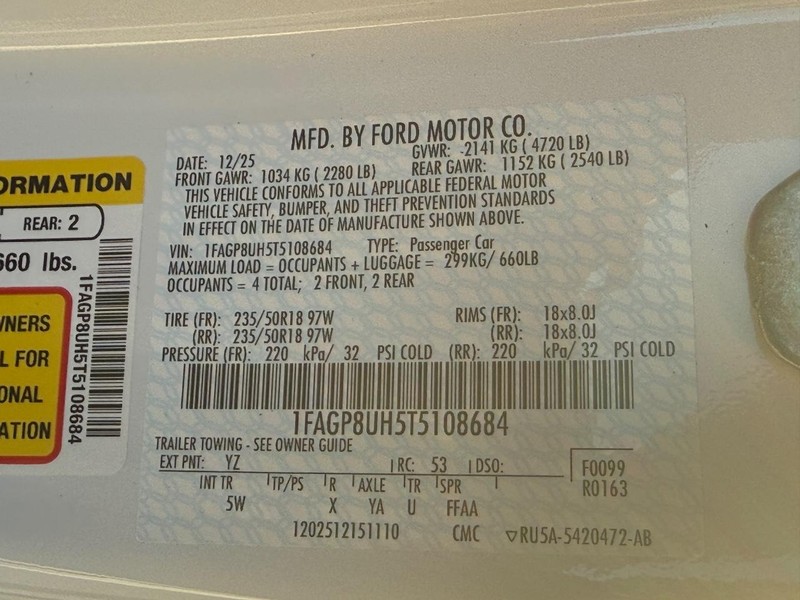 ORMATION
REAR: 2
660 lbs.
WNERS
L FOR
ONAL
ATION
1FAGP8UH5T5108684
MFD. BY FORD MOTOR CO.
DATE: 12/25 GVWR: 2141 KG ( 4720 LB)
FRONT GAWR: 1034 KG ( 2280 LB) REAR GAWR: 1152 KG ( 2540 LB)
THIS VEHICLE CONFORMS TO ALL APPLICABLE FEDERAL MOTOR
VEHICLE SAFETY, BUMPER, AND THEFT PREVENTION STANDARDS
IN EFFECT ON THE DATE OF MANUFACTURE SHOWN ABOVE.
VIN: 1FAGP8UH5T5108684 TYPE: Passenger Car
MAXIMUM LOAD = OCCUPANTS + LUGGAGE = 299KG/ 660LB
OCCUPANTS = 4 TOTAL; 2 FRONT, 2 REAR
TIRE (FR): 235/50R18 97W RIMS (FR): 18x8.0J
(RR): 235/50R18 97W (RR): 18x8.0J
PRESSURE (FR): 220 kPa/ 32 PSI COLD (RR): 220 kPa/ 32 PSI COLD
1FAGP8UH5T5108684
TRAILER TOWING - SEE OWNER GUIDE
EXT PNT: YZ RC: 53 DSO: F0099
INT TR TP/PS R AXLE TR SPR R0163
5W X YA U FFAA
1202512151110 CMC RU5A-5420472-AB